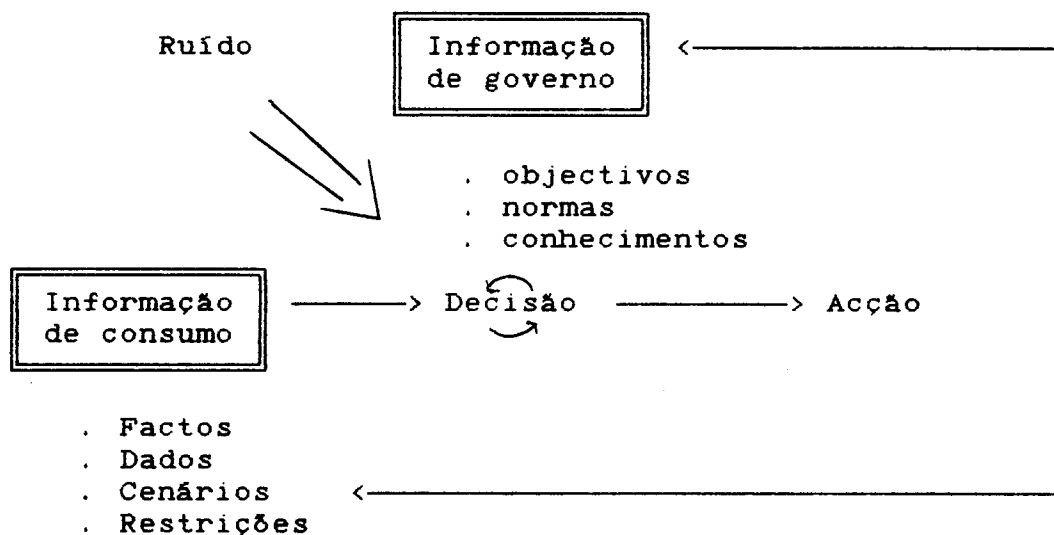 Ruído
Informação
de governo
. objectivos
. normas
. conhecimentos
Informação
de consumo
Decisão
Acção
. Factos
. Dados
. Cenários
. Restrições